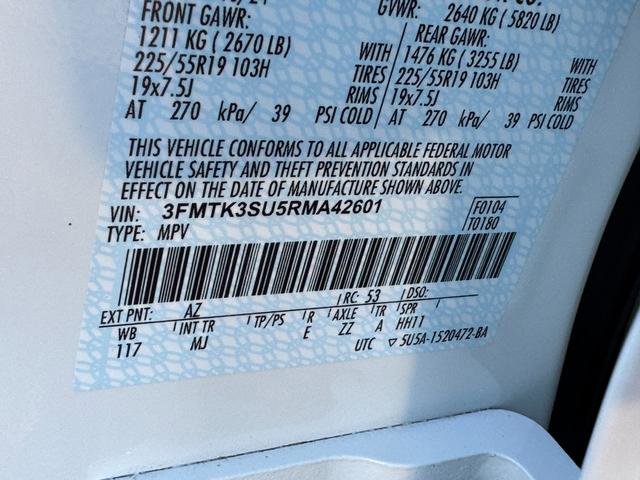 GVWR: 2640 KG (5820 LB)
FRONT GAWR: REAR GAWR:
1211 KG (2670 LB) WITH 1476 KG (3255 LB) WITH
225/55R19 103H TIRES 225/55R19 103H TIRES
19x7.5J RIMS 19x7.5J RIMS
AT 270 kPa/ 39 PSI COLD AT 270 kPa/ 39 PSI COLD
THIS VEHICLE CONFORMS TO ALL APPLICABLE FEDERAL MOTOR
VEHICLE SAFETY AND THEFT PREVENTION STANDARDS IN
EFFECT ON THE DATE OF MANUFACTURE SHOWN ABOVE.
VIN: 3FMTK3SU5RMA42601 F0104
TYPE: MPV T0180
EXT PNT: AZ RC: 53 DSO:
WB INT TR TP/PS R AXLE TR SPR
117 MJ E ZZ A HH11
UTC ▽5U5A-1520472-BA